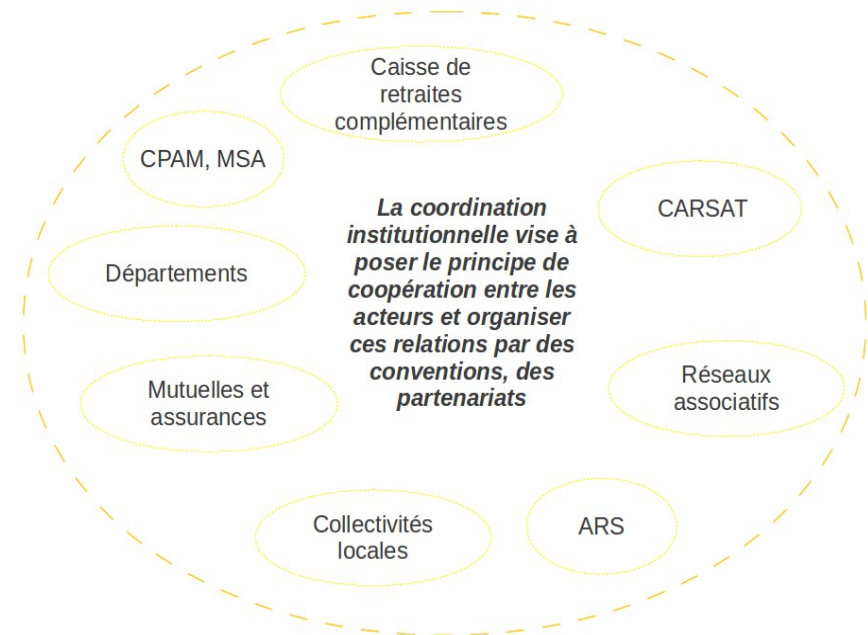 Caisse de
retraites
complémentaires
CPAM, MSA
CARSAT
La coordination
institutionnelle vise à
poser le principe de
coopération entre les
acteurs et organiser
ces relations par des
conventions, des
partenariats
Départements
Mutuelles et
assurances
Réseaux
associatifs
Collectivités
locales
ARS